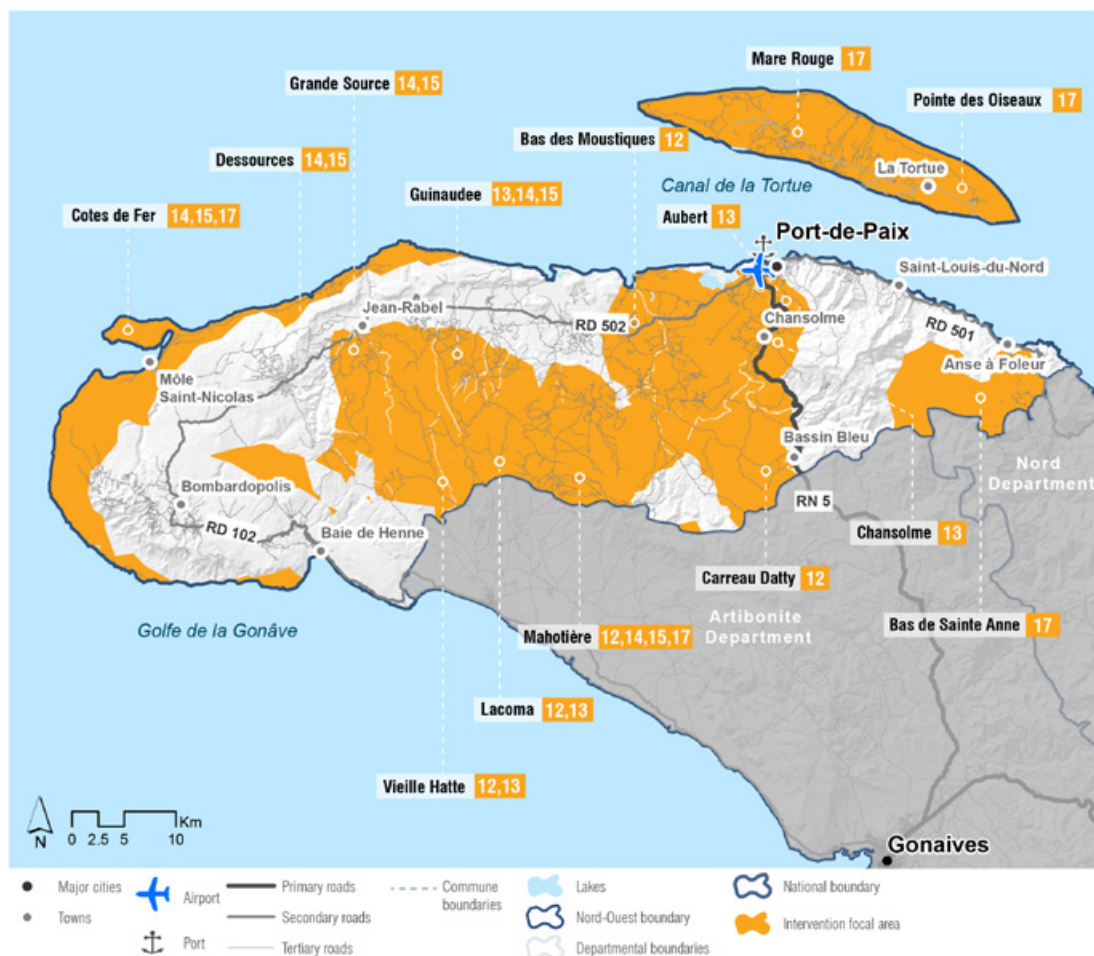 Mare Rouge 17
Grande Source 14,15
Pointe des Oiseaux 17
Bas des Moustiques 12
Dessources 14,15
La Tortue
Guinaudee 13,14,15
Canal de la Tortue
Cotes de Fer 14,15,17
Aubert 13
Port-de-Paix
Saint-Louis-du-Nord
Jean-Rabel
RD 502
Chansolme
RD 501
Môle
Saint-Nicolas
Anse à Foleur
Bassin Bleu
Nord
Department
Bombardopolis
RN 5
RD 102
Baie de Henne
Chansolme 13
Carreau Datty 12
Artibonite
Department
Golfe de la Gonâve
Mahotière 12,14,15,17
Bas de Sainte Anne 17
Lacoma 12,13
Vieille Hatte 12,13
N
0 2.5 5 10 Km
Gonaives
Major cities
Towns
Airport
Port
Primary roads
Secondary roads
Tertiary roads
Commune
boundaries
Lakes
Nord-Ouest boundary
Departmental boundaries
National boundary
Intervention focal area